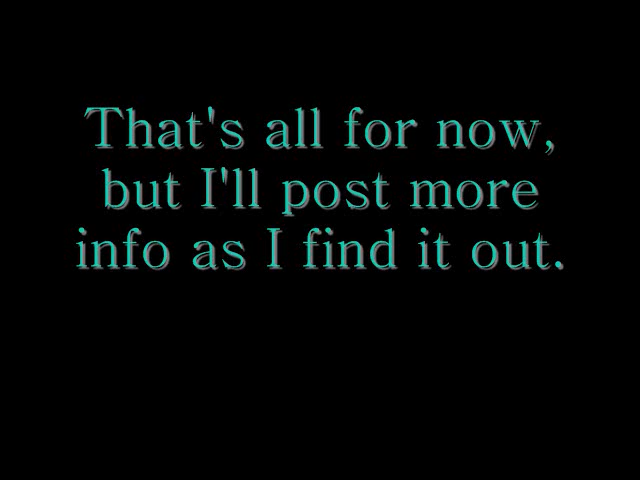 That's all for now,
but I'll post more
info as I find it out.